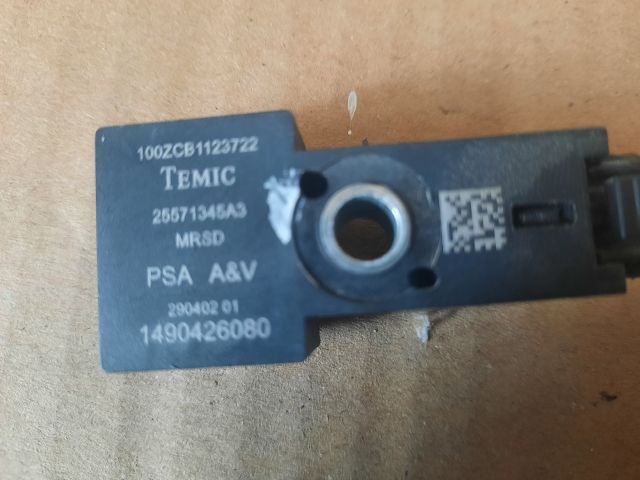 100ZCB1123722
TEMIC
25571345A3
MRSD
PSA A&V
290402 01
1490426080